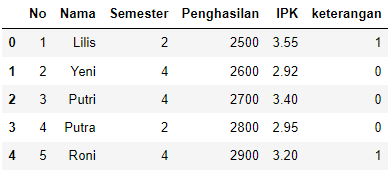 No Nama Semester Penghasilan IPK keterangan
0 1 Lilis 2 2500 3.55 1
1 2 Yeni 4 2600 2.92 0
2 3 Putri 4 2700 3.40 0
3 4 Putra 2 2800 2.95 0
4 5 Roni 4 2900 3.20 1